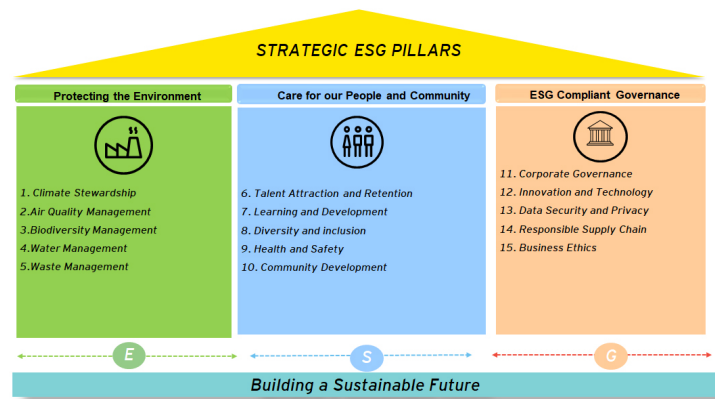 STRATEGIC ESG PILLARS
Protecting the Environment
1. Climate Stewardship
2.Air Quality Management
3.Biodiversity Management
4.Water Management
5.Waste Management
Care for our People and Community
6. Talent Attraction and Retention
7. Learning and Development
8. Diversity and inclusion
9. Health and Safety
10. Community Development
ESG Compliant Governance
11. Corporate Governance
12. Innovation and Technology
13. Data Security and Privacy
14. Responsible Supply Chain
15. Business Ethics
E
S
G
Building a Sustainable Future